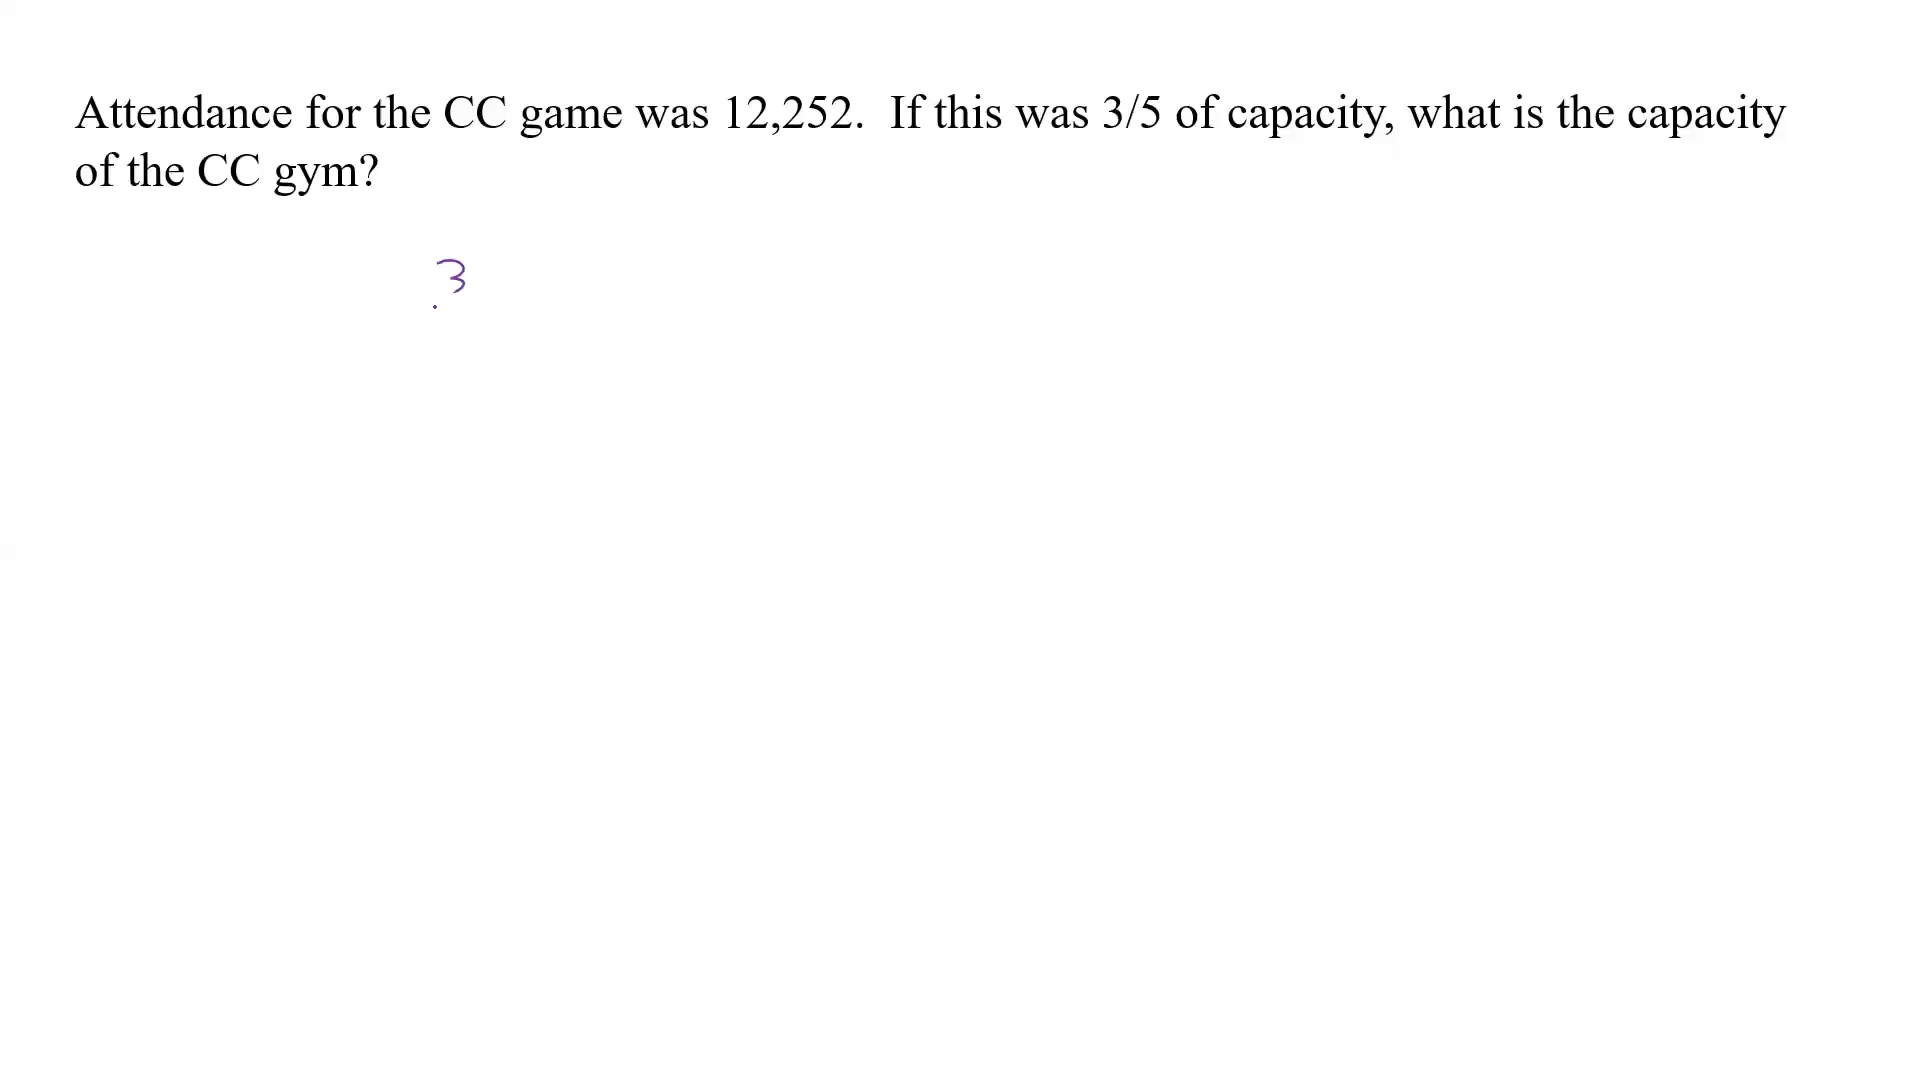 Attendance for the CC game was 12,252. If this was 3/5 of capacity, what is the capacity
of the CC gym?
3